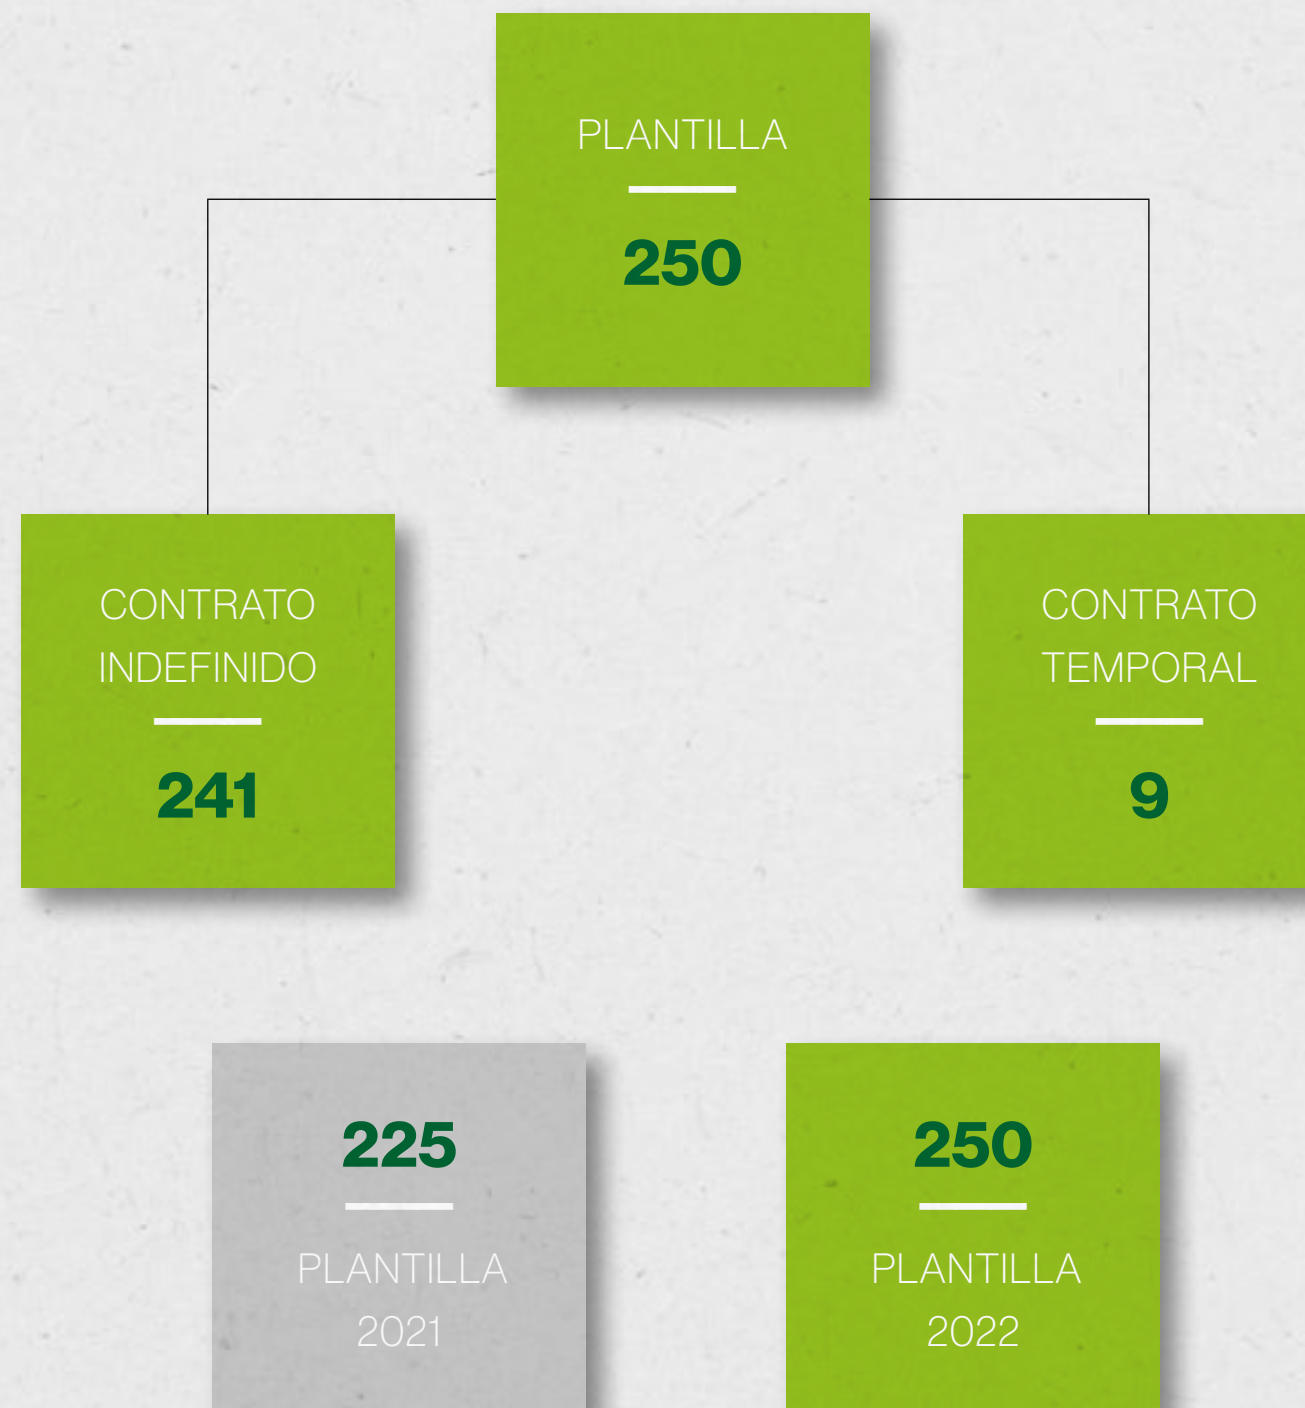 PLANTILLA
250
CONTRATO
INDEFINIDO
241
CONTRATO
TEMPORAL
9
225
PLANTILLA
2021
250
PLANTILLA
2022